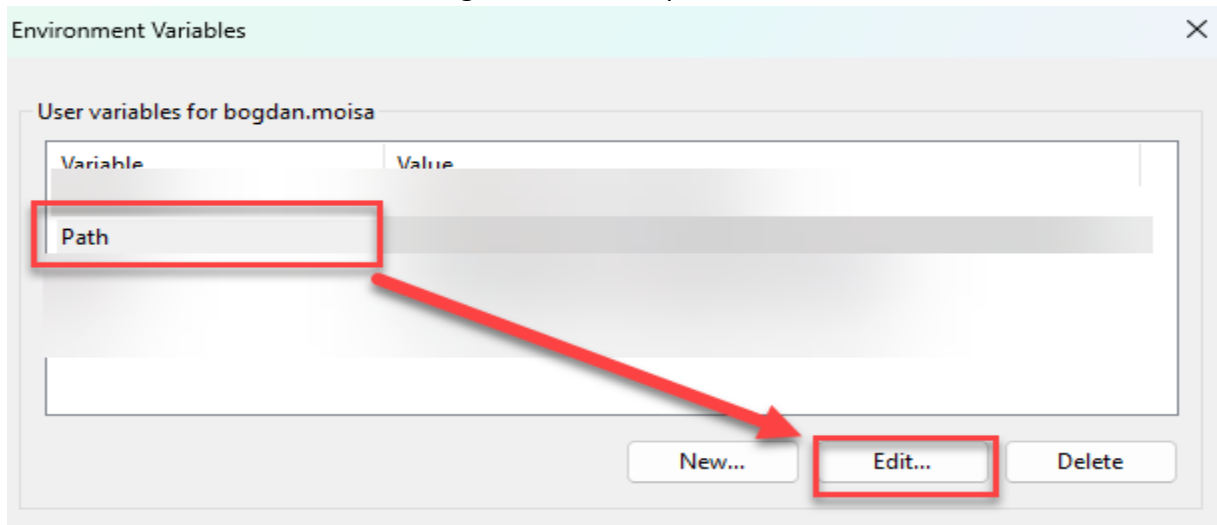 Environment Variables
User variables for bogdan.moisa
Variable Value
Path
New... Edit... Delete